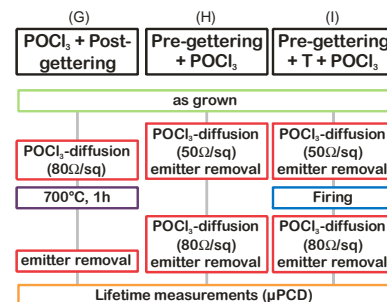 (G) (H) (I)
POCl₃ + Post-
gettering
Pre-gettering
+ POCl₃
Pre-gettering
+ T + POCl₃
as grown
POCl₃-diffusion
(80Ω/sq)
POCl₃-diffusion
(50Ω/sq)
emitter removal
POCl₃-diffusion
(50Ω/sq)
emitter removal
700°C, 1h
Firing
emitter removal
POCl₃-diffusion
(80Ω/sq)
emitter removal
POCl₃-diffusion
(80Ω/sq)
emitter removal
Lifetime measurements (µPCD)